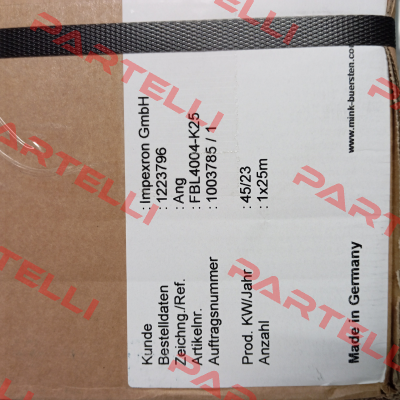 Kunde : Impexron GmbH
Bestelldaten : 1223796
Zeichng./Ref. : Ang
Artikelnr. : FBL4004-K25
Auftragsnummer : 1003785 / 1
Prod. KW/Jahr : 45/23
Anzahl : 1x25m
Made in Germany
www.mink-buersten.com
PARTELLI
PARTELLI
PARTELLI
PARTELLI
PARTELLI